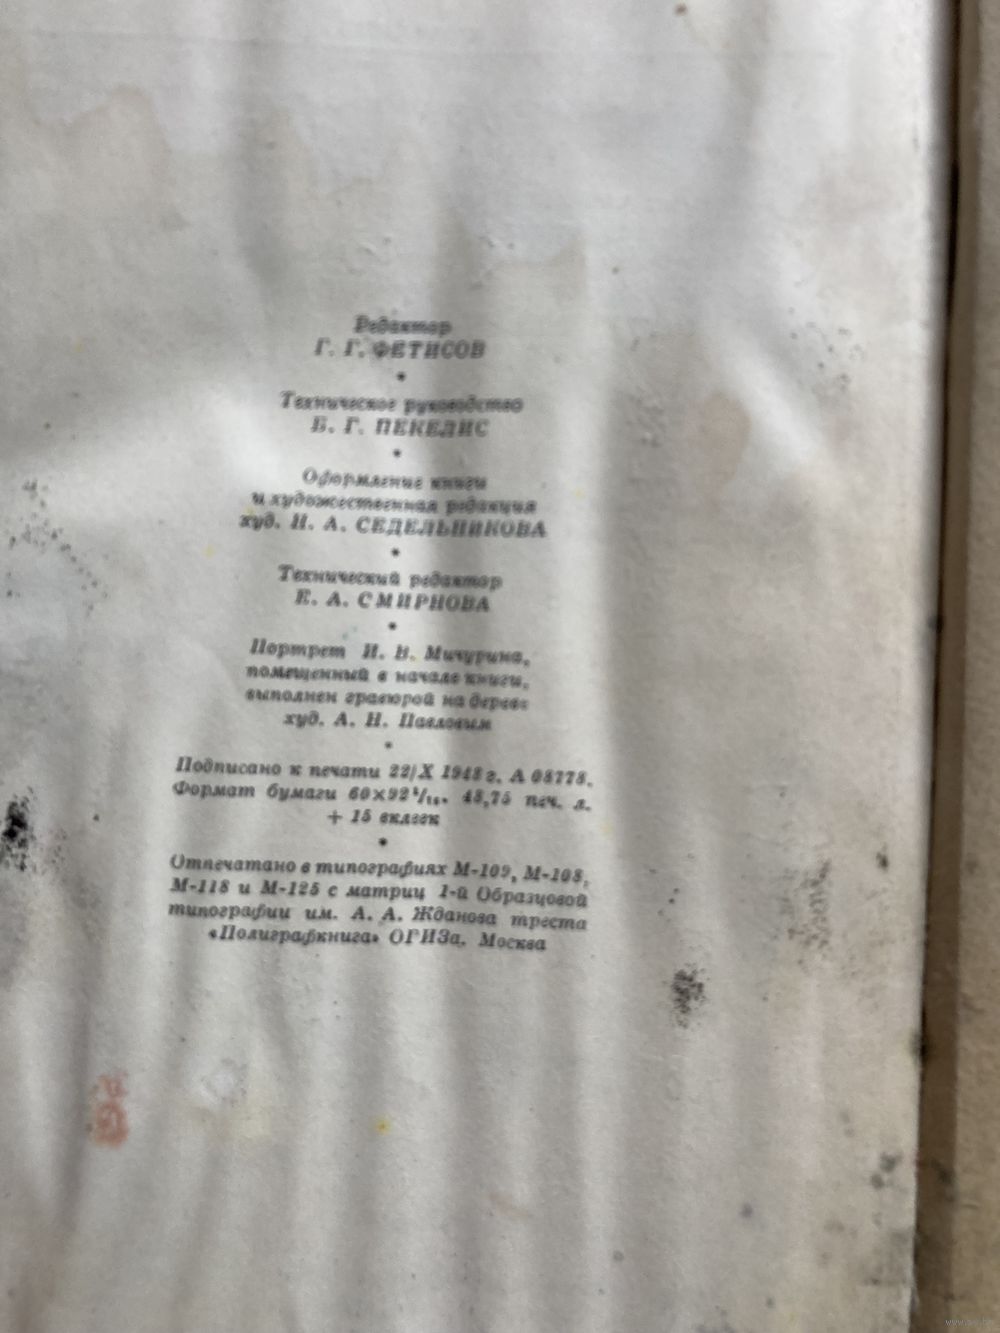 Редактор
Г. Г. ФЕТИСОВ
Техническое руководство
Б. Г. ПЕКЕЛИС
Оформление книги
и художественная редакция
худ. Н. А. СЕДЕЛЬНИКОВА
Технический редактор
Е. А. СМИРНОВА
Портрет И. В. Мичурина,
помещенный в начале книги,
выполнен гравюрой на дереве
худ. А. Н. Павловым
Подписано к печати 22/X 1948 г. А 08778.
Формат бумаги 60×92 1/16. 48,75 печ. л.
+ 15 вклеек
Отпечатано в типографиях М-109, М-108,
М-118 и М-125 с матриц 1-й Образцовой
типографии им. А. А. Жданова треста
«Полиграфкнига» ОГИЗа. Москва